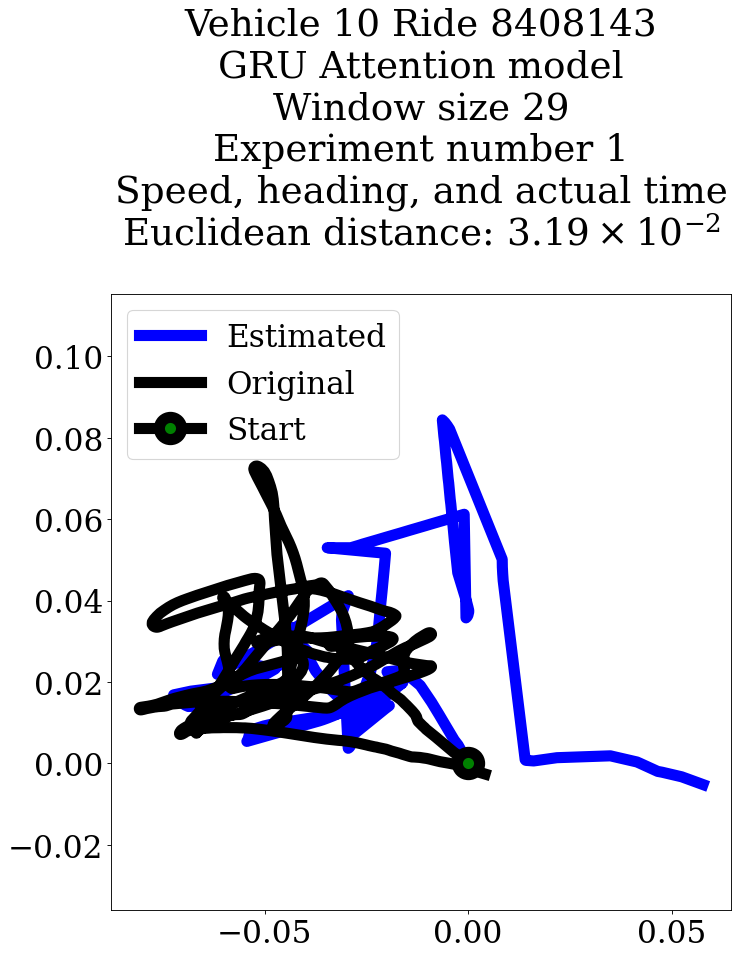 Vehicle 10 Ride 8408143
GRU Attention model
Window size 29
Experiment number 1
Speed, heading, and actual time
Euclidean distance: 3.19 × 10⁻²
Estimated
Original
Start
0.10
0.08
0.06
0.04
0.02
0.00
−0.02
−0.05
0.00
0.05